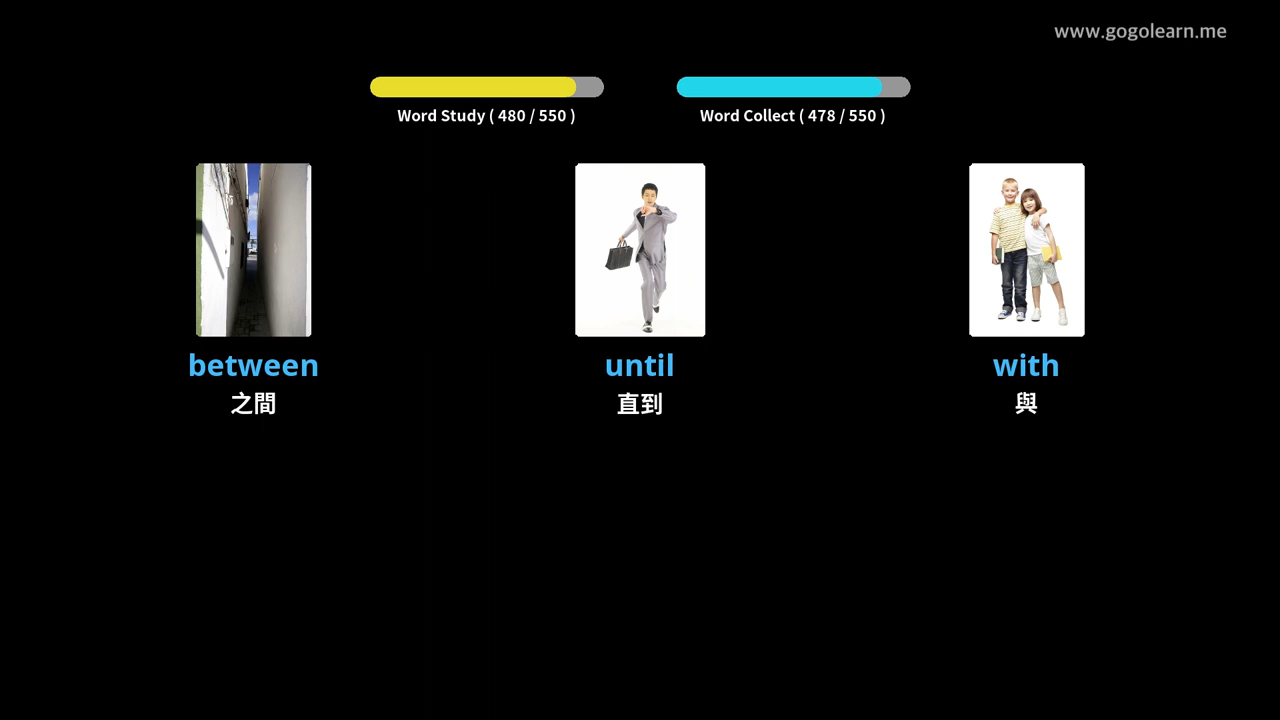 www.gogolearn.me
Word Study ( 480 / 550 )
Word Collect ( 478 / 550 )
between
until
with
之間
直到
與